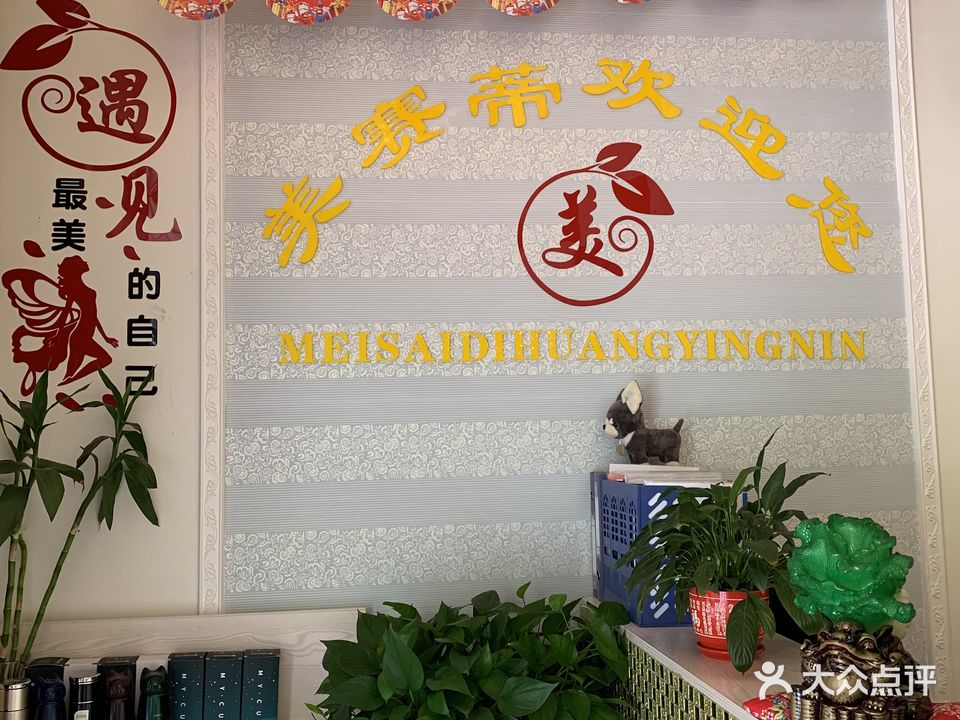 遇
见
最美
的自己
美赛蒂欢迎您
美
MEISAIDIHUANGYINGNIN
MYCU
大众点评